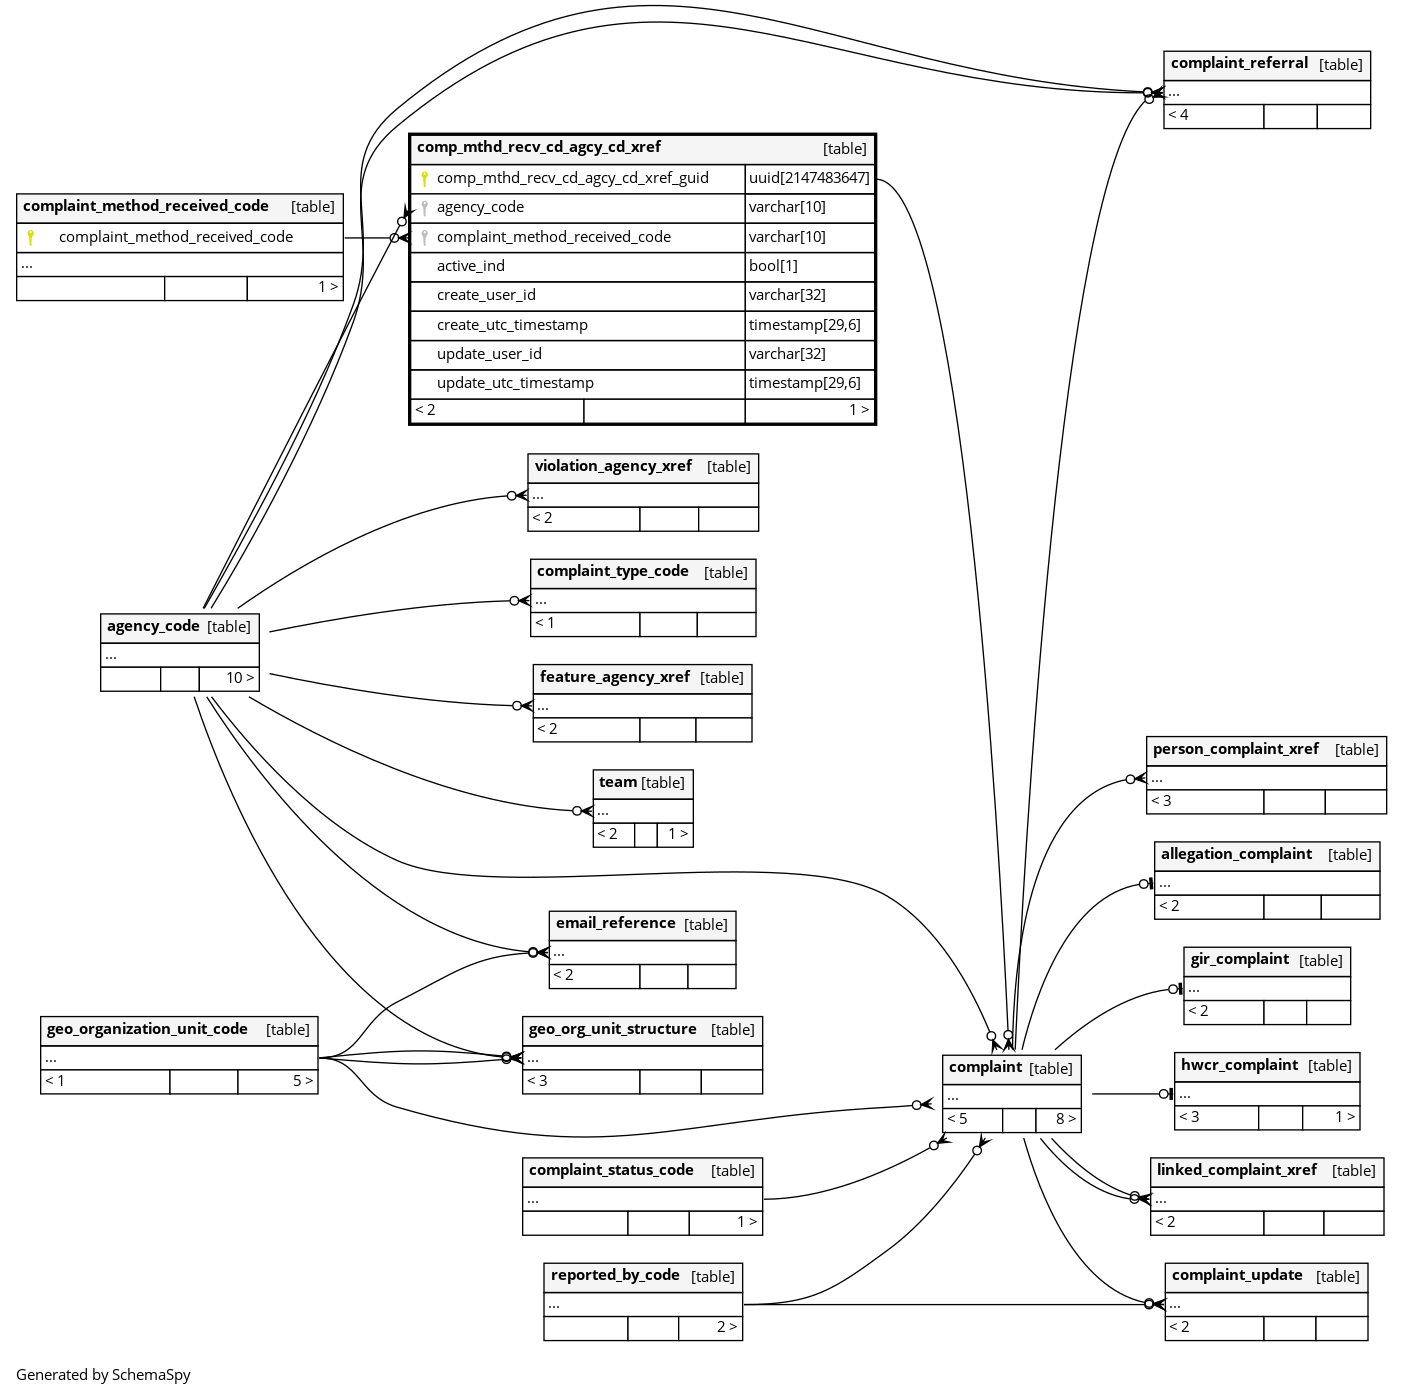 complaint_referral [table]
...
< 4
comp_mthd_recv_cd_agcy_cd_xref [table]
comp_mthd_recv_cd_agcy_cd_xref_guid uuid[2147483647]
agency_code varchar[10]
complaint_method_received_code varchar[10]
active_ind bool[1]
create_user_id varchar[32]
create_utc_timestamp timestamp[29,6]
update_user_id varchar[32]
update_utc_timestamp timestamp[29,6]
< 2 1 >
complaint_method_received_code [table]
complaint_method_received_code
...
1 >
violation_agency_xref [table]
...
< 2
complaint_type_code [table]
...
< 1
agency_code [table]
...
10 >
feature_agency_xref [table]
...
< 2
team [table]
...
< 2 1 >
person_complaint_xref [table]
...
< 3
allegation_complaint [table]
...
< 2
email_reference [table]
...
< 2
gir_complaint [table]
...
< 2
geo_organization_unit_code [table]
...
< 1 5 >
geo_org_unit_structure [table]
...
< 3
complaint [table]
...
< 5 8 >
hwcr_complaint [table]
...
< 3 1 >
complaint_status_code [table]
...
1 >
linked_complaint_xref [table]
...
< 2
reported_by_code [table]
...
2 >
complaint_update [table]
...
< 2
Generated by SchemaSpy